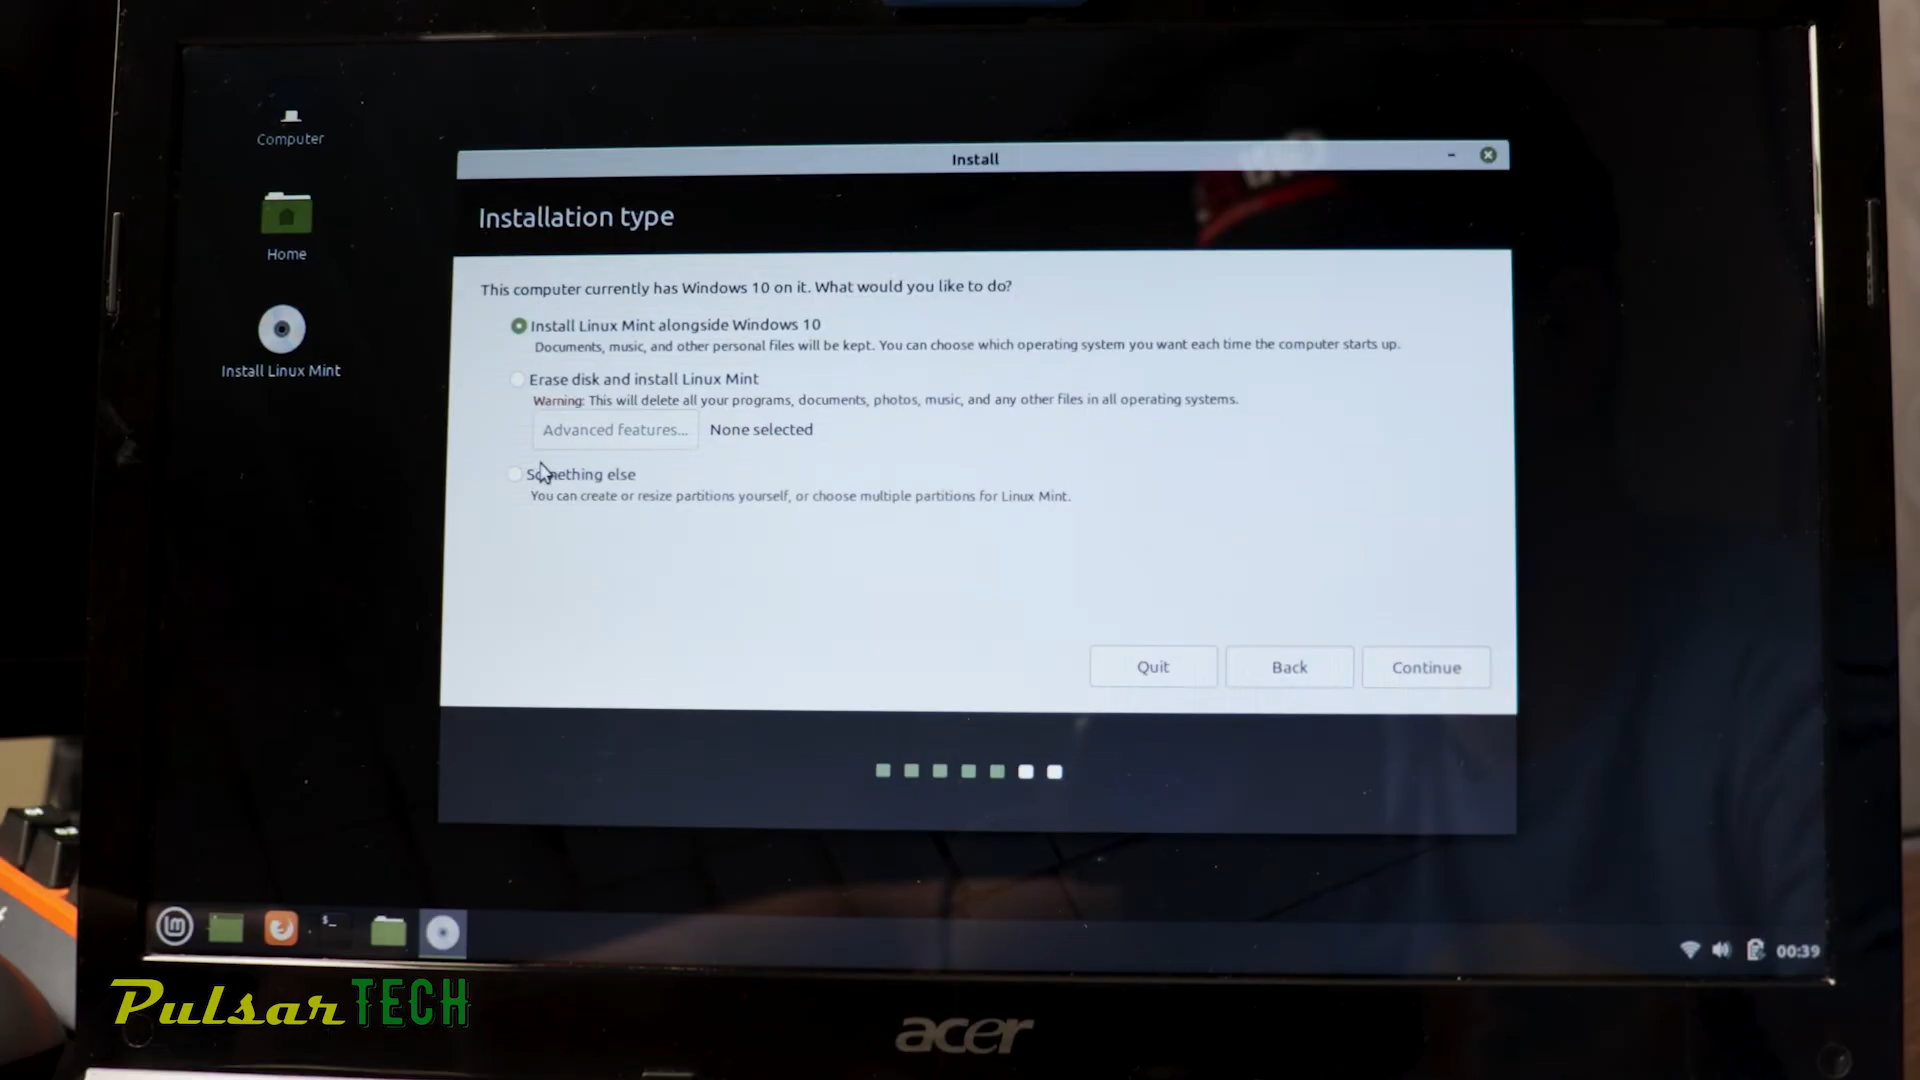 Computer
Home
Install Linux Mint
Install
Installation type
This computer currently has Windows 10 on it. What would you like to do?
Install Linux Mint alongside Windows 10
Documents, music, and other personal files will be kept. You can choose which operating system you want each time the computer starts up.
Erase disk and install Linux Mint
Warning: This will delete all your programs, documents, photos, music, and any other files in all operating systems.
Advanced features... None selected
Something else
You can create or resize partitions yourself, or choose multiple partitions for Linux Mint.
Quit Back Continue
$_
00:39
PulsarTECH
acer